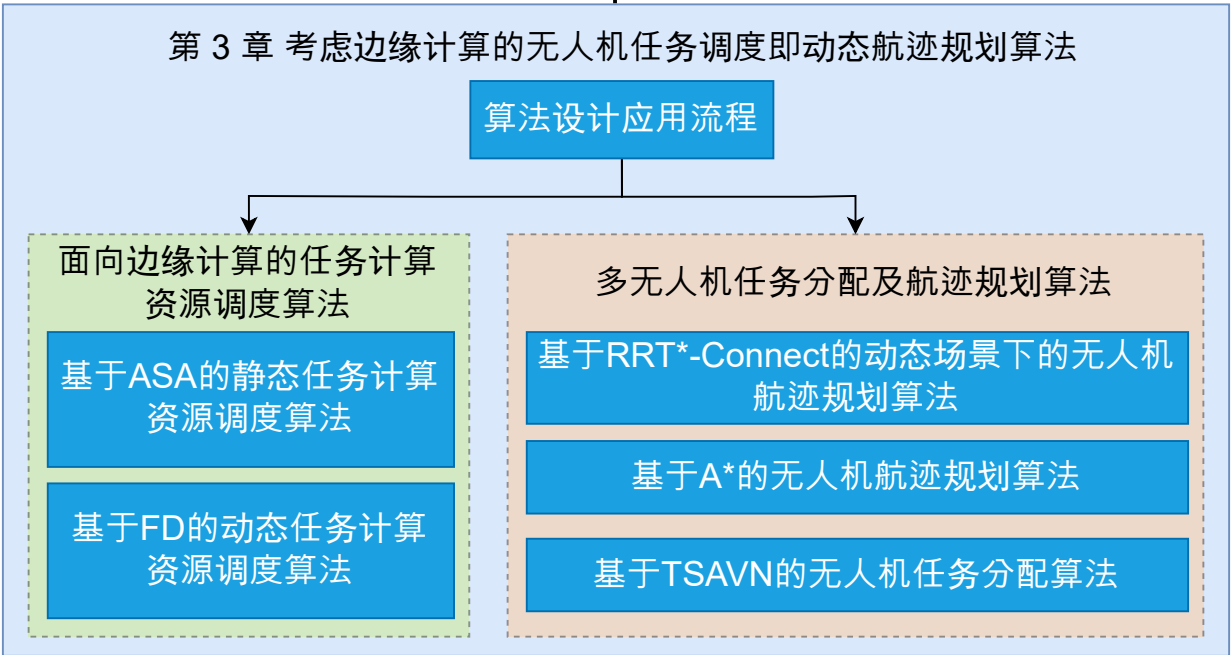 第 3 章 考虑边缘计算的无人机任务调度即动态航迹规划算法
算法设计应用流程
面向边缘计算的任务计算
资源调度算法
基于ASA的静态任务计算
资源调度算法
基于FD的动态任务计算
资源调度算法
多无人机任务分配及航迹规划算法
基于RRT*-Connect的动态场景下的无人机
航迹规划算法
基于A*的无人机航迹规划算法
基于TSAVN的无人机任务分配算法